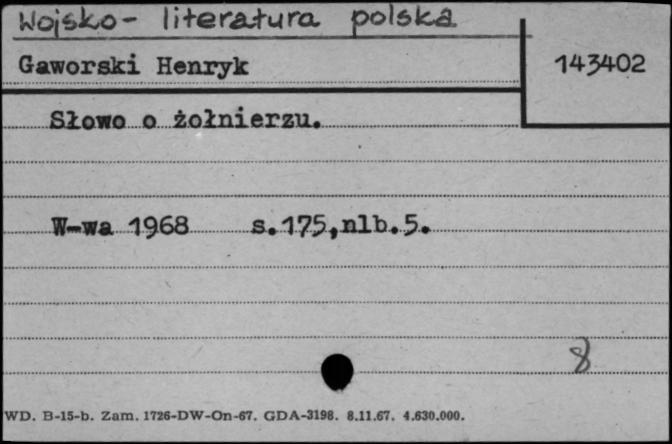 Wojsko - literatura polska
Gaworski Henryk
143402
Słowo o żołnierzu.
W-wa 1968 s.175,nlb.5.
8
WD. B-15-b. Zam. 1726-DW-On-67. GDA-3198. 8.11.67. 4.630.000.